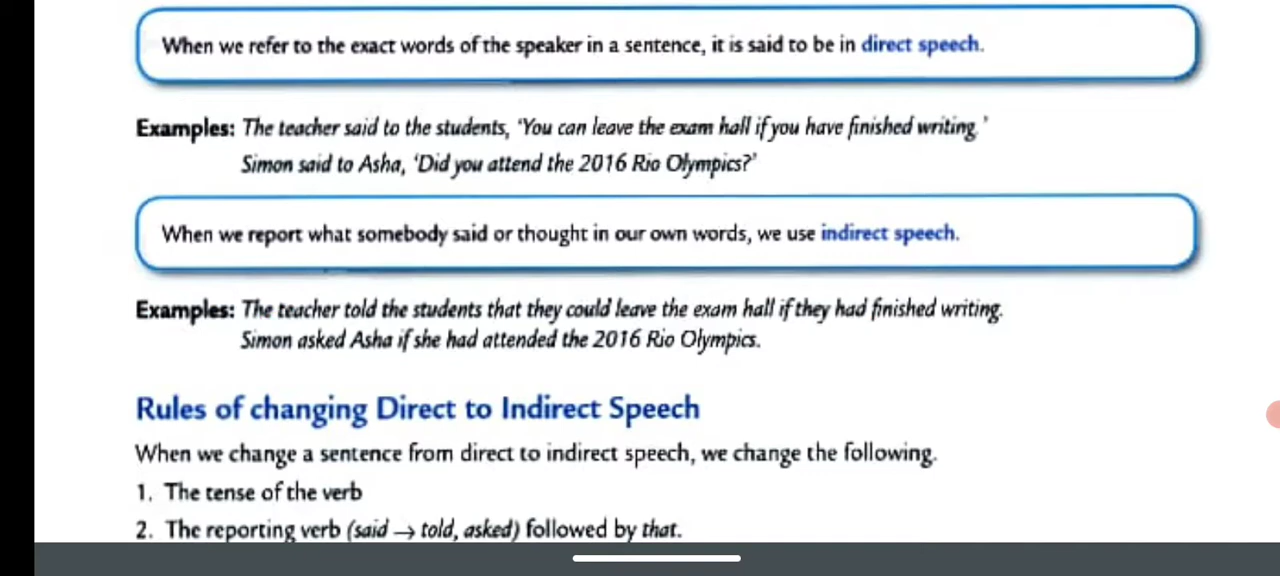 When we refer to the exact words of the speaker in a sentence, it is said to be in direct speech.
Examples: The teacher said to the students, ‘You can leave the exam hall if you have finished writing.’
Simon said to Asha, ‘Did you attend the 2016 Rio Olympics?’
When we report what somebody said or thought in our own words, we use indirect speech.
Examples: The teacher told the students that they could leave the exam hall if they had finished writing.
Simon asked Asha if she had attended the 2016 Rio Olympics.
Rules of changing Direct to Indirect Speech
When we change a sentence from direct to indirect speech, we change the following.
1. The tense of the verb
2. The reporting verb (said → told, asked) followed by that.